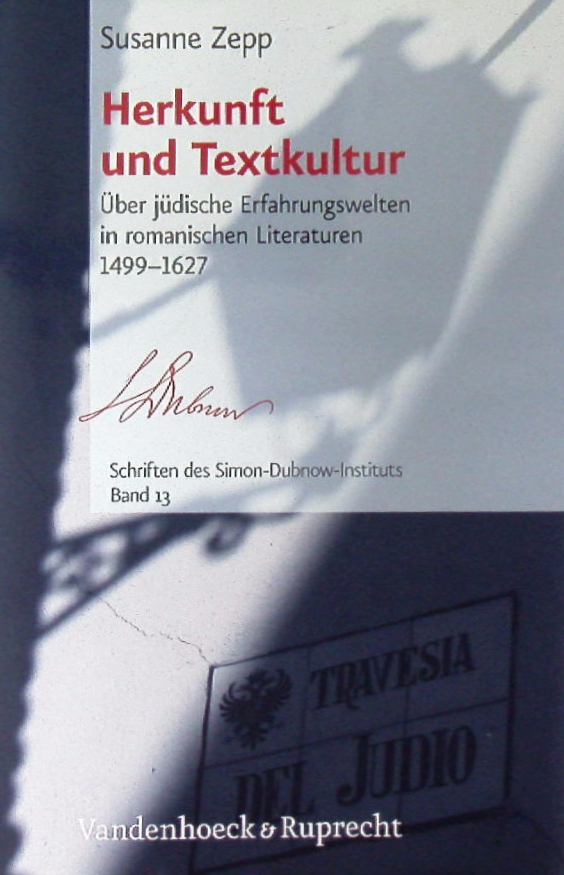 Susanne Zepp
Herkunft
und Textkultur
Über jüdische Erfahrungswelten
in romanischen Literaturen
1499–1627
S. Dubnow
Schriften des Simon-Dubnow-Instituts
Band 13
TRAVESIA
DEL JUDIO
Vandenhoeck & Ruprecht